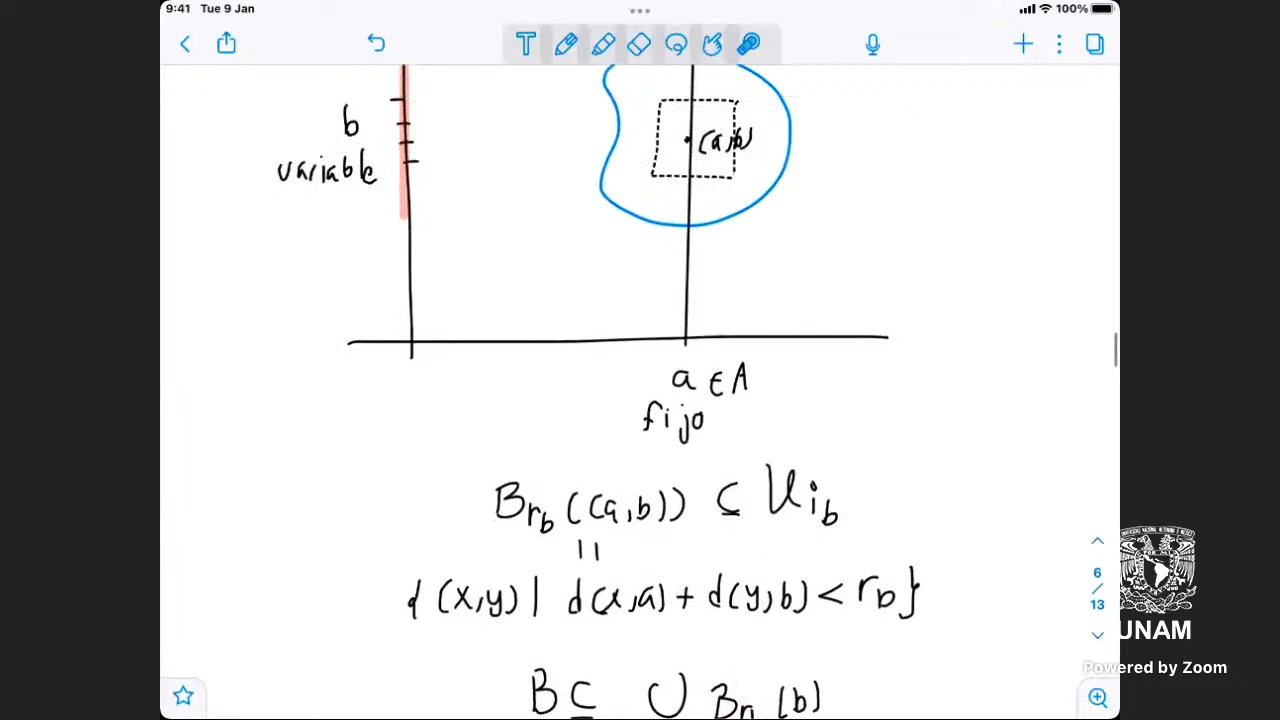 9:41 Tue 9 Jan
100%
T
b
variable
(a,b)
a ∈ A
fijo
B_{r_b}((a,b)) ⊆ U_{i_b}
||
{(x,y) | d(x,a) + d(y,b) < r_b}
B ⊆ ∪ B_{r_b}(b)
6
/
13
UNAM
Powered by Zoom